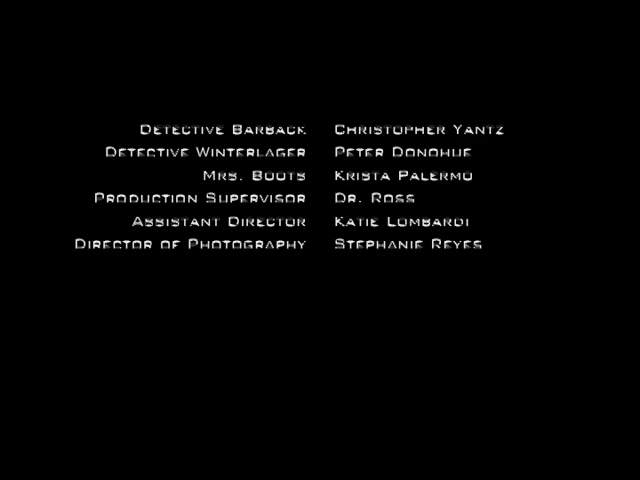 Detective Barback Christopher Yantz
Detective Winterlager Peter Donohue
Mrs. Boots Krista Palermo
Production Supervisor Dr. Ross
Assistant Director Katie Lombardi
Director of Photography Stephanie Reyes